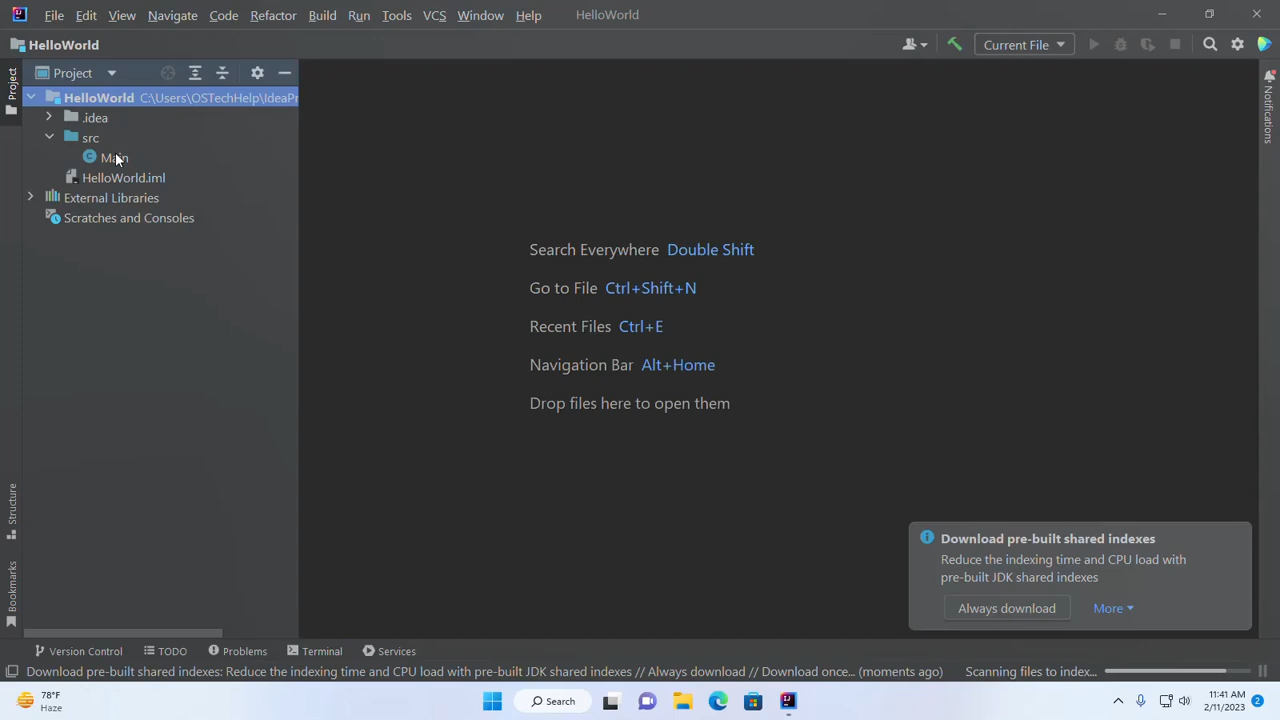 File Edit View Navigate Code Refactor Build Run Tools VCS Window Help HelloWorld
HelloWorld
Current File
Project
HelloWorld C:\Users\OSTechHelp\IdeaPr
.idea
src
Main
HelloWorld.iml
External Libraries
Scratches and Consoles
Project
Structure
Bookmarks
Notifications
Search Everywhere Double Shift
Go to File Ctrl+Shift+N
Recent Files Ctrl+E
Navigation Bar Alt+Home
Drop files here to open them
Download pre-built shared indexes
Reduce the indexing time and CPU load with
pre-built JDK shared indexes
Always download More
Version Control TODO Problems Terminal Services
Download pre-built shared indexes: Reduce the indexing time and CPU load with pre-built JDK shared indexes // Always download // Download once... (moments ago) Scanning files to index...
78°F
Haze
Search
11:41 AM
2/11/2023
2